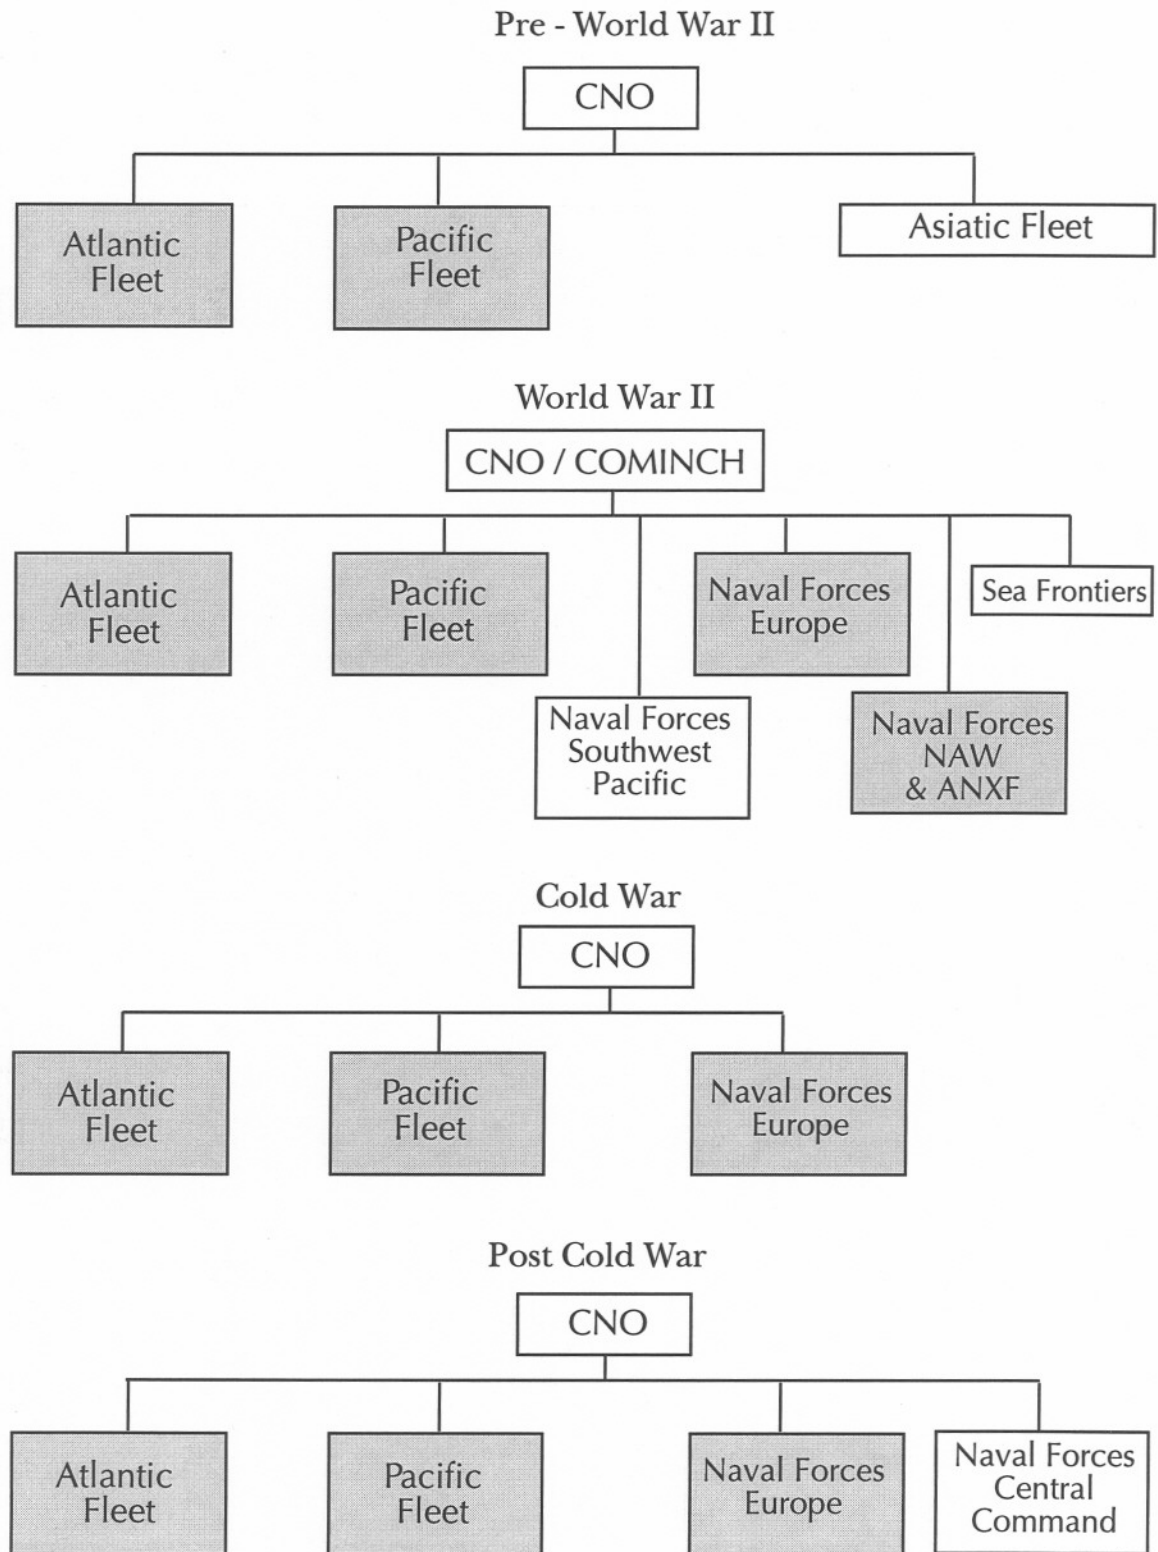 Pre - World War II
CNO
Atlantic
Fleet
Pacific
Fleet
Asiatic Fleet
World War II
CNO / COMINCH
Atlantic
Fleet
Pacific
Fleet
Naval Forces
Europe
Sea Frontiers
Naval Forces
Southwest
Pacific
Naval Forces
NAW
& ANXF
Cold War
CNO
Atlantic
Fleet
Pacific
Fleet
Naval Forces
Europe
Post Cold War
CNO
Atlantic
Fleet
Pacific
Fleet
Naval Forces
Europe
Naval Forces
Central
Command